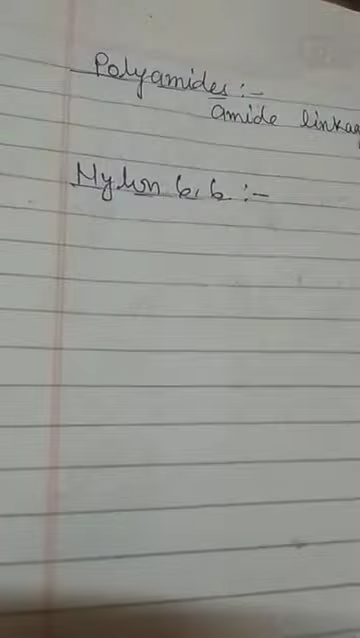 Polyamides :-
amide linkag
Nylon 6,6 :-